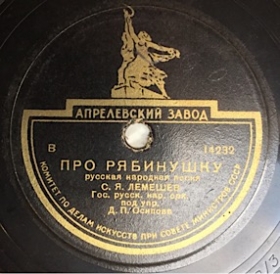 АПРЕЛЕВСКИЙ ЗАВОД
В 14232
ПРО РЯБИНУШКУ
русская народная песня
С. Я. ЛЕМЕШЕВ
Гос. русск. нар. орк.
под упр.
Д. П. Осипова
КОМИТЕТ ПО ДЕЛАМ ИСКУССТВ ПРИ СОВЕТЕ МИНИСТРОВ СССР